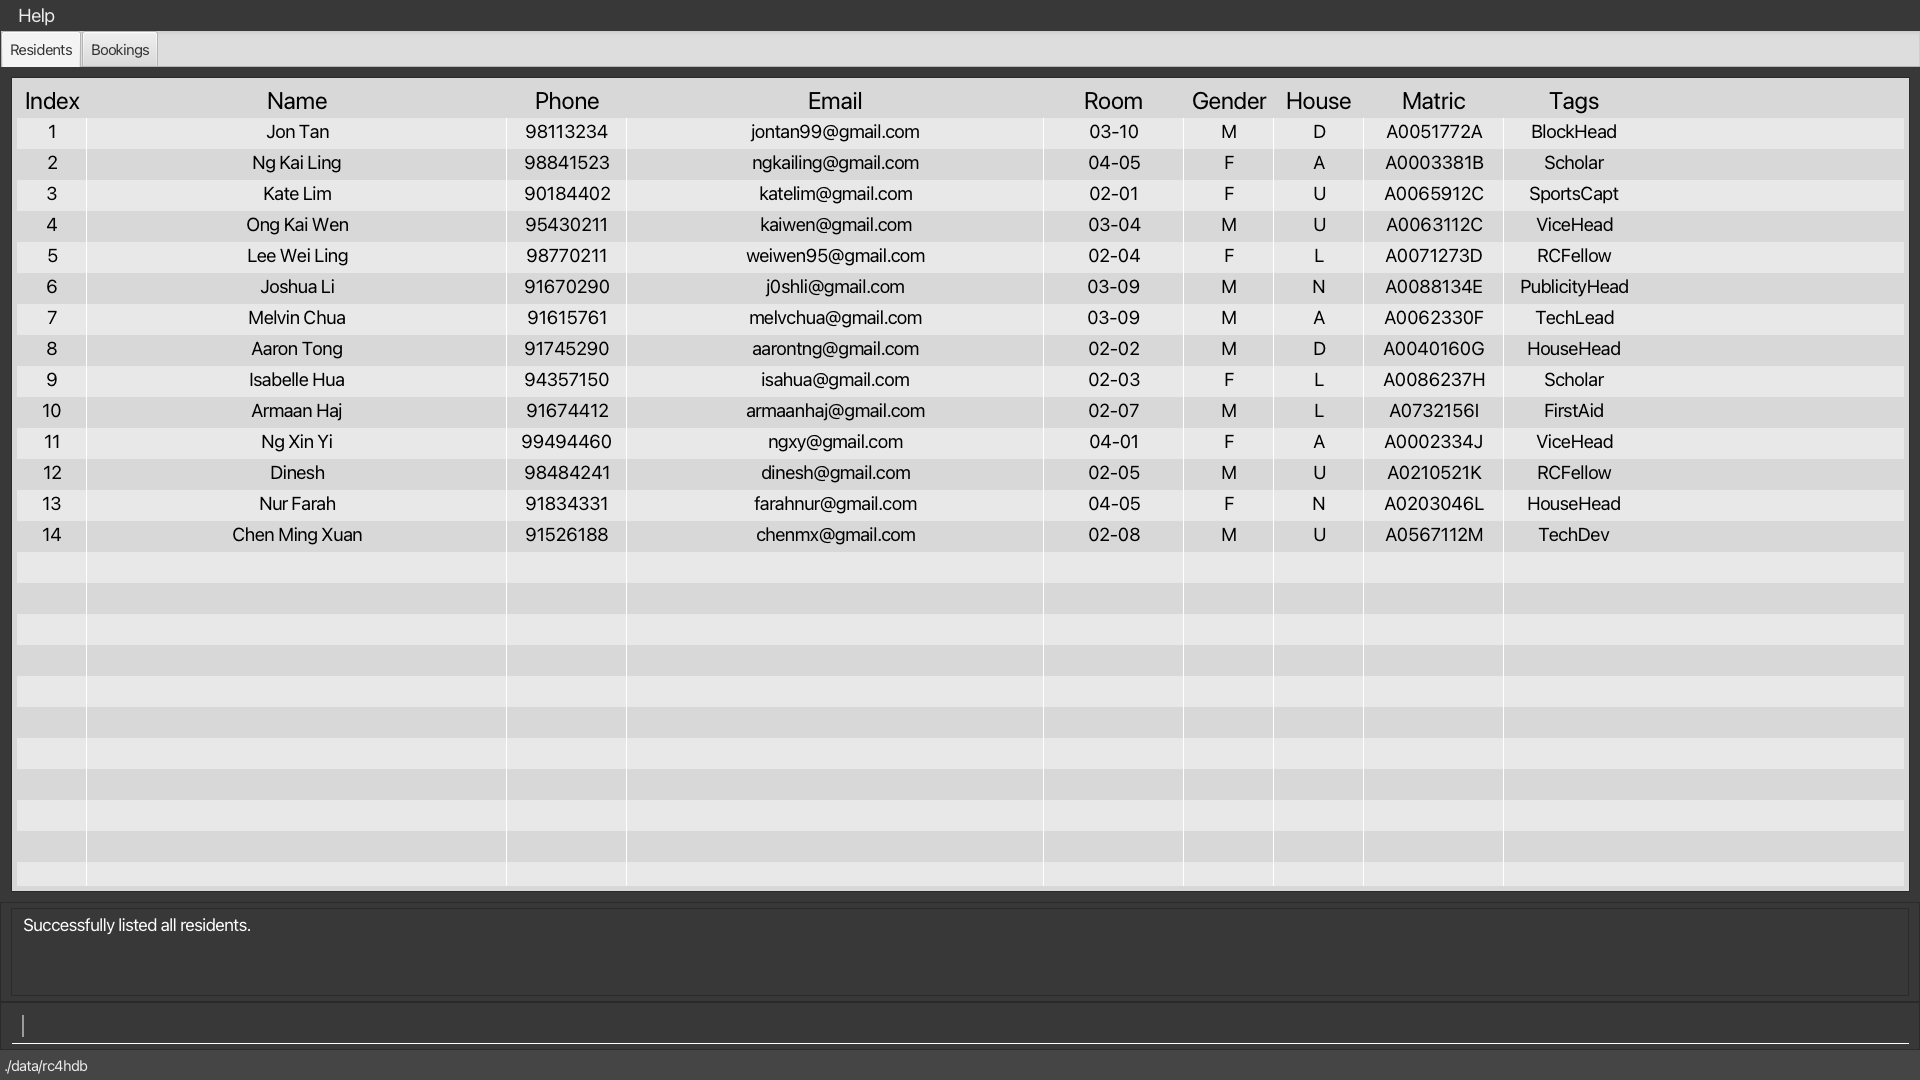 Help
Residents Bookings
Index Name Phone Email Room Gender House Matric Tags
1 Jon Tan 98113234 jontan99@gmail.com 03-10 M D A0051772A BlockHead
2 Ng Kai Ling 98841523 ngkailing@gmail.com 04-05 F A A0003381B Scholar
3 Kate Lim 90184402 katelim@gmail.com 02-01 F U A0065912C SportsCapt
4 Ong Kai Wen 95430211 kaiwen@gmail.com 03-04 M U A0063112C ViceHead
5 Lee Wei Ling 98770211 weiwen95@gmail.com 02-04 F L A0071273D RCFellow
6 Joshua Li 91670290 j0shli@gmail.com 03-09 M N A0088134E PublicityHead
7 Melvin Chua 91615761 melvchua@gmail.com 03-09 M A A0062330F TechLead
8 Aaron Tong 91745290 aarontng@gmail.com 02-02 M D A0040160G HouseHead
9 Isabelle Hua 94357150 isahua@gmail.com 02-03 F L A0086237H Scholar
10 Armaan Haj 91674412 armaanhaj@gmail.com 02-07 M L A0732156I FirstAid
11 Ng Xin Yi 99494460 ngxy@gmail.com 04-01 F A A0002334J ViceHead
12 Dinesh 98484241 dinesh@gmail.com 02-05 M U A0210521K RCFellow
13 Nur Farah 91834331 farahnur@gmail.com 04-05 F N A0203046L HouseHead
14 Chen Ming Xuan 91526188 chenmx@gmail.com 02-08 M U A0567112M TechDev
Successfully listed all residents.
./data/rc4hdb